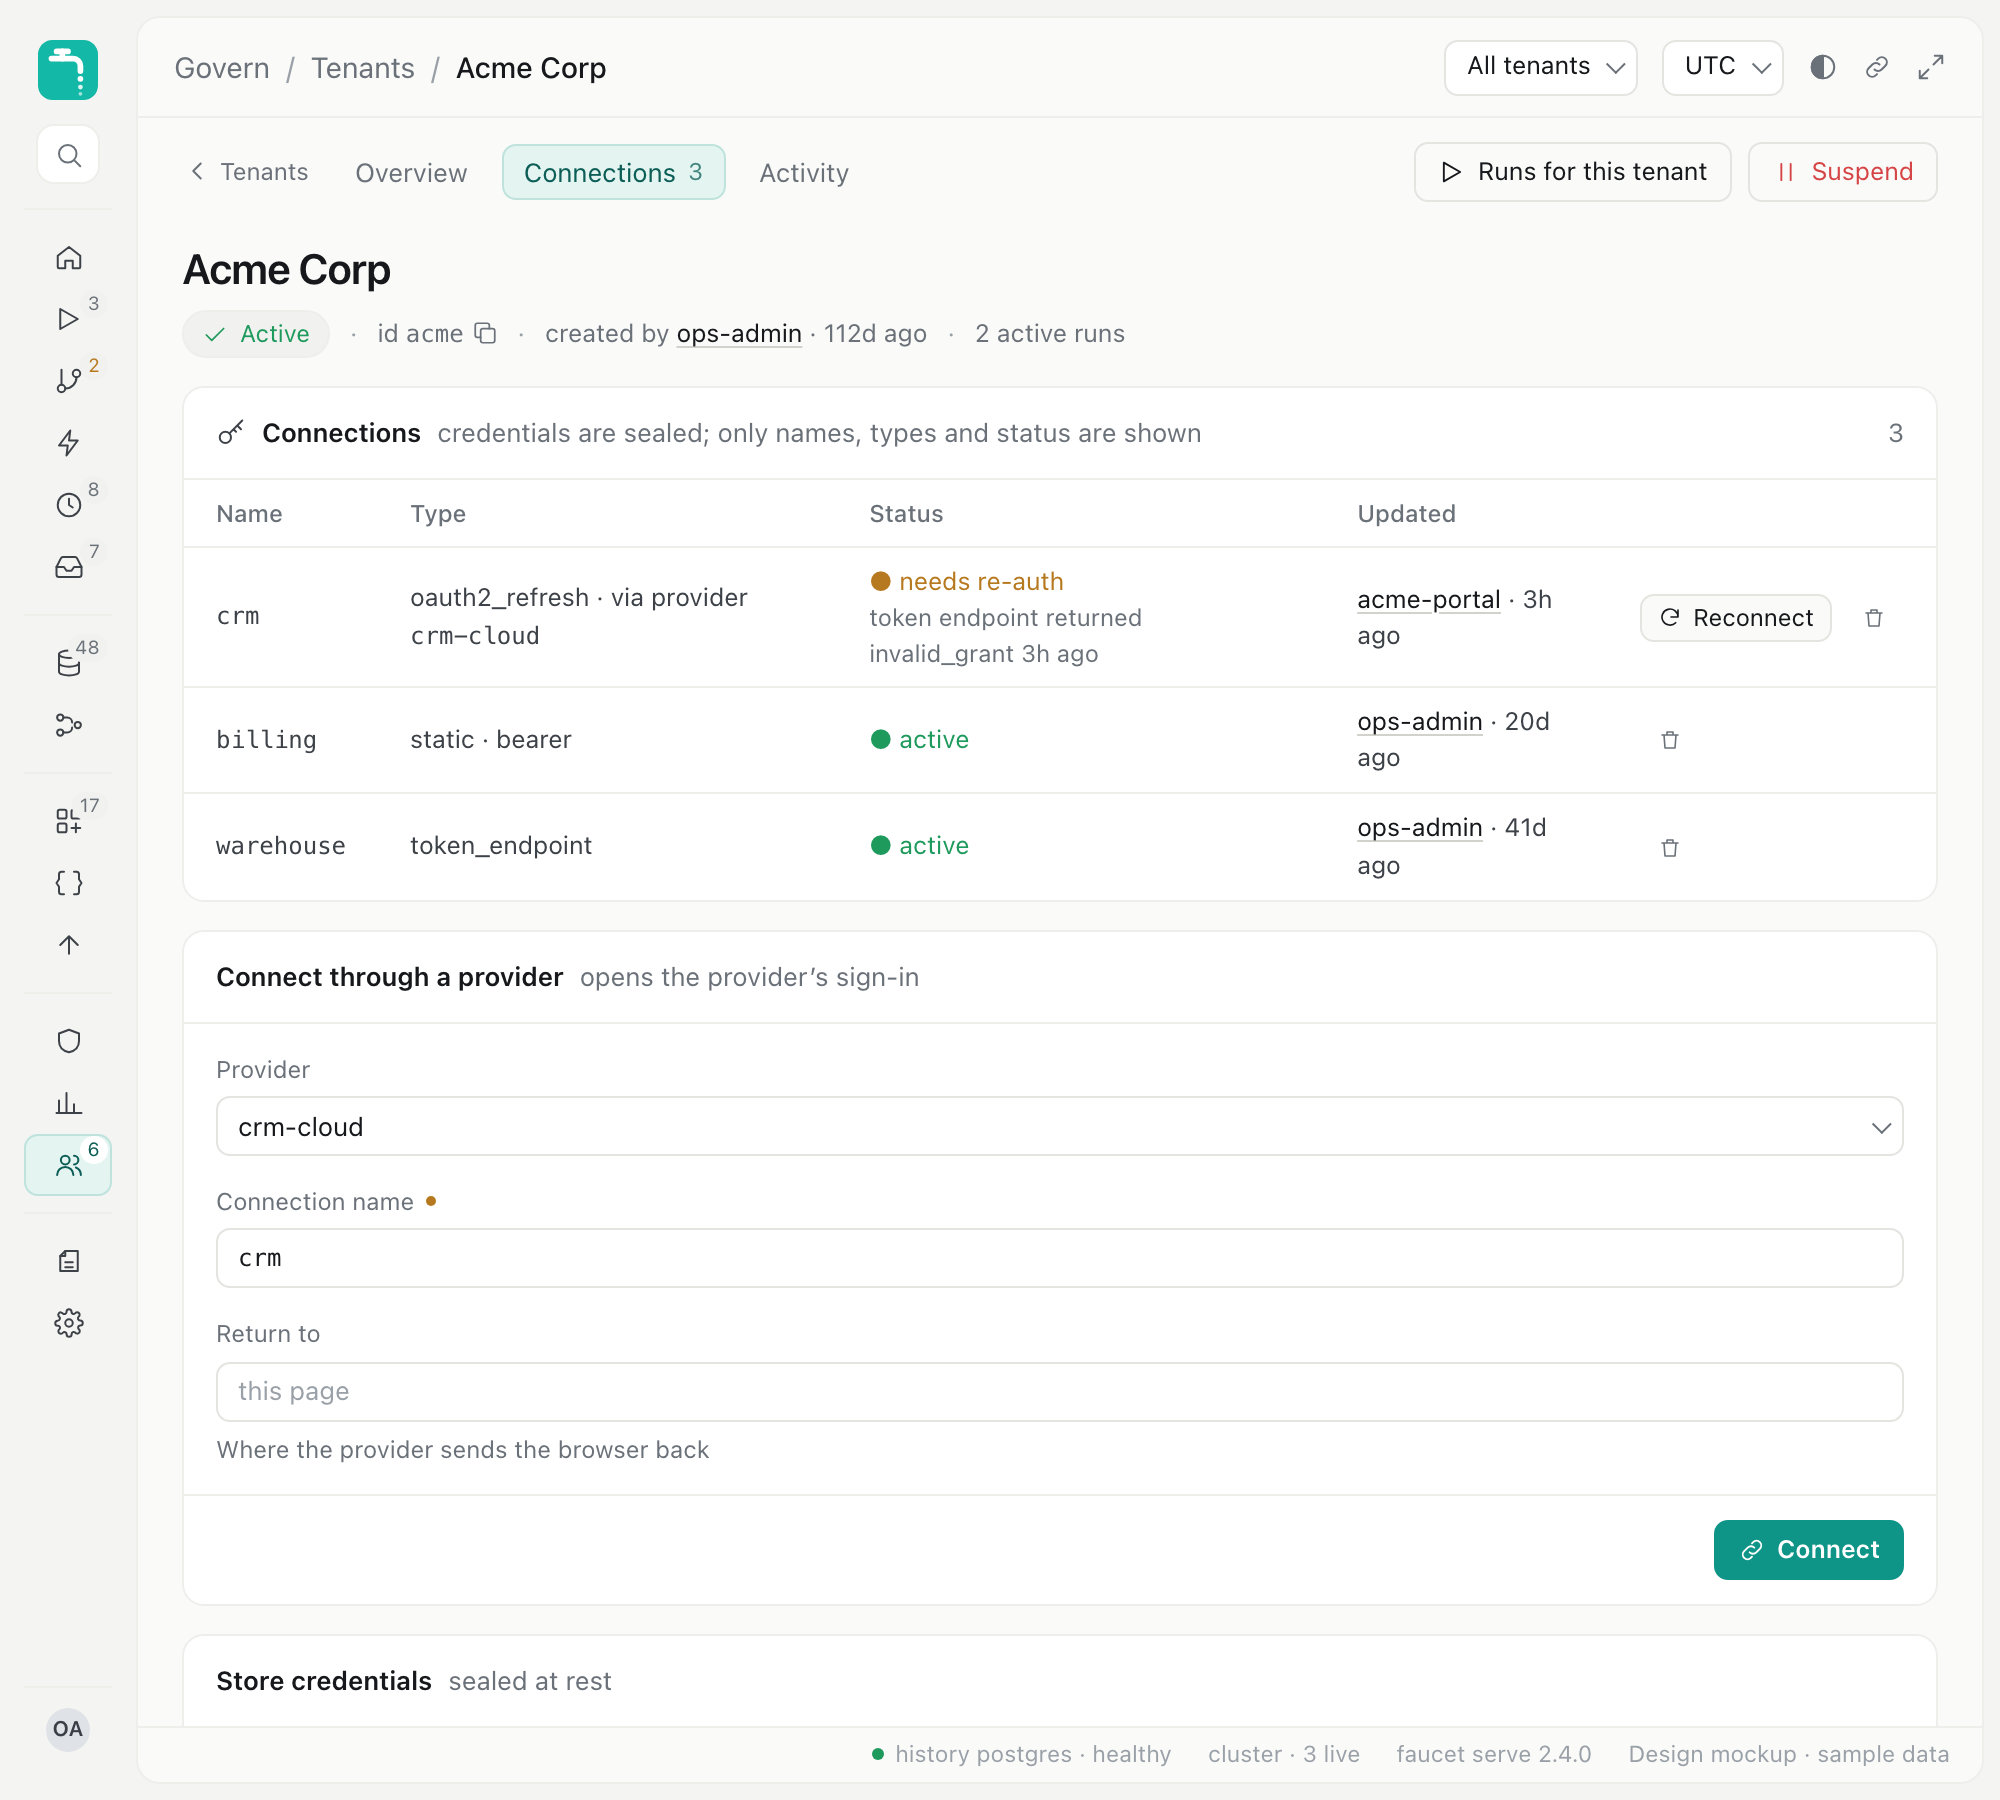 Govern / Tenants / Acme Corp
All tenants
UTC
Tenants
Overview
Connections 3
Activity
Runs for this tenant
Suspend
3
2
8
7
48
17
6
OA
Acme Corp
Active · id acme · created by ops-admin · 112d ago · 2 active runs
Connections credentials are sealed; only names, types and status are shown 3
Name Type Status Updated
crm
oauth2_refresh · via provider
crm-cloud
needs re-auth
token endpoint returned
invalid_grant 3h ago
acme-portal · 3h
ago
Reconnect
billing
static · bearer
active
ops-admin · 20d
ago
warehouse
token_endpoint
active
ops-admin · 41d
ago
Connect through a provider opens the provider’s sign-in
Provider
crm-cloud
Connection name
crm
Return to
this page
Where the provider sends the browser back
Connect
Store credentials sealed at rest
history postgres · healthy cluster · 3 live faucet serve 2.4.0 Design mockup · sample data